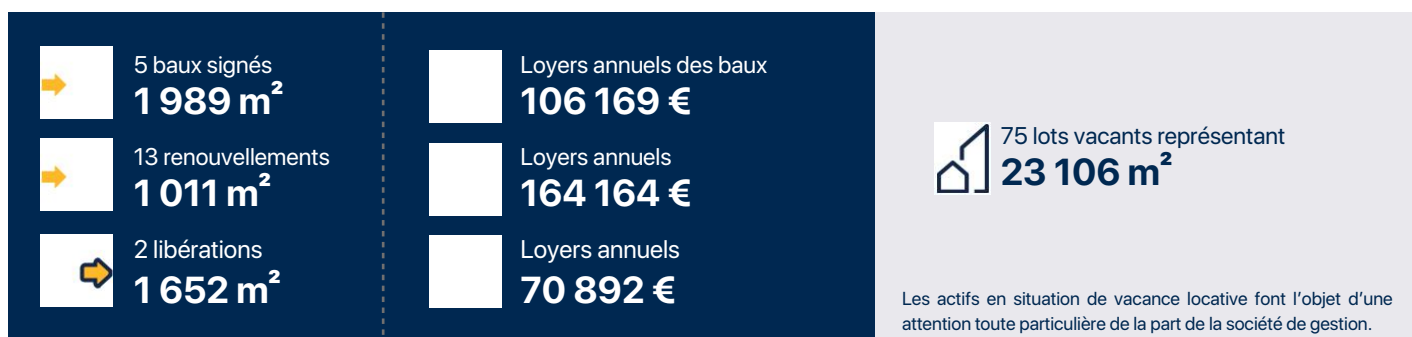 5 baux signés
1 989 m²
13 renouvellements
1 011 m²
2 libérations
1 652 m²
Loyers annuels des baux
106 169 €
Loyers annuels
164 164 €
Loyers annuels
70 892 €
75 lots vacants représentant
23 106 m²
Les actifs en situation de vacance locative font l’objet d’une
attention toute particulière de la part de la société de gestion.